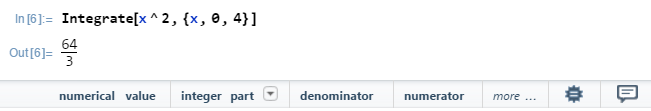 In[6]:= Integrate[x^2, {x, 0, 4}]
Out[6]= 64
3
numerical value integer part denominator numerator more ...